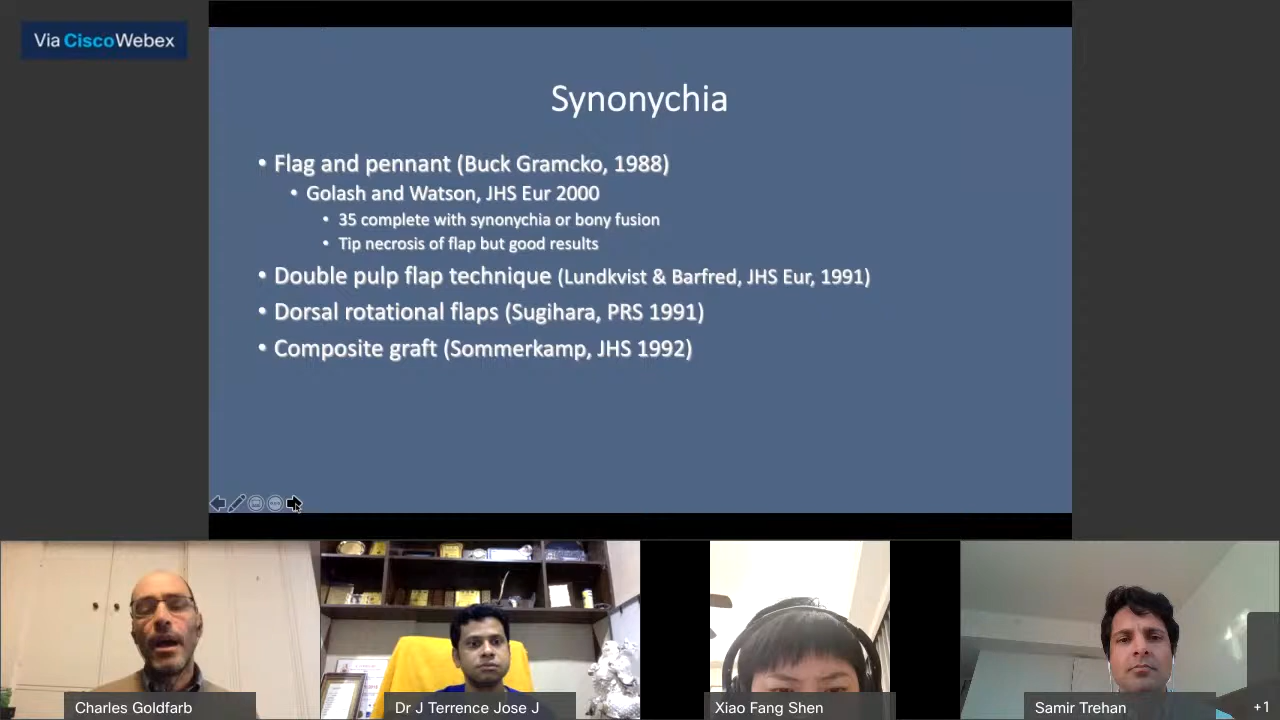 Via CiscoWebex
Synonychia
• Flag and pennant (Buck Gramcko, 1988)
• Golash and Watson, JHS Eur 2000
• 35 complete with synonychia or bony fusion
• Tip necrosis of flap but good results
• Double pulp flap technique (Lundkvist & Barfred, JHS Eur, 1991)
• Dorsal rotational flaps (Sugihara, PRS 1991)
• Composite graft (Sommerkamp, JHS 1992)
Charles Goldfarb
Dr J Terrence Jose J
Xiao Fang Shen
Samir Trehan
+1